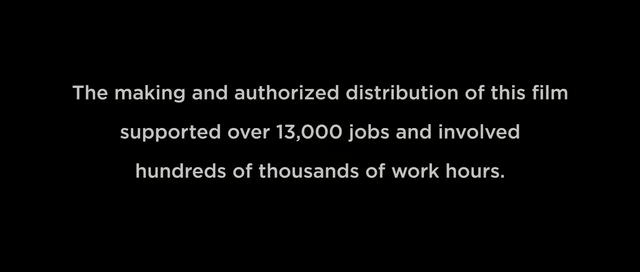 The making and authorized distribution of this film
supported over 13,000 jobs and involved
hundreds of thousands of work hours.